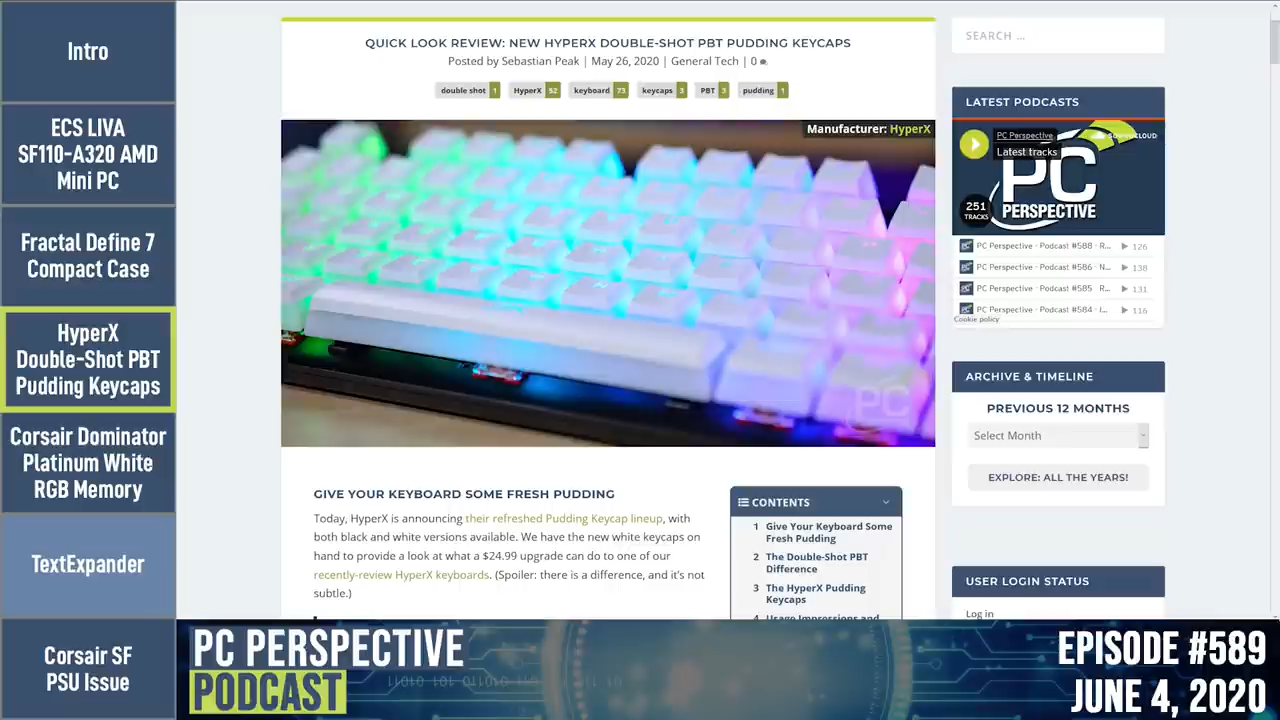 Intro
ECS LIVA
SF110-A320 AMD
Mini PC
Fractal Define 7
Compact Case
HyperX
Double-Shot PBT
Pudding Keycaps
Corsair Dominator
Platinum White
RGB Memory
TextExpander
Corsair SF
PSU Issue
QUICK LOOK REVIEW: NEW HYPERX DOUBLE-SHOT PBT PUDDING KEYCAPS
Posted by Sebastian Peak | May 26, 2020 | General Tech | 0
double shot 1 HyperX 52 keyboard 73 keycaps 3 PBT 3 pudding 1
Manufacturer: HyperX
PC
GIVE YOUR KEYBOARD SOME FRESH PUDDING
Today, HyperX is announcing their refreshed Pudding Keycap lineup, with
both black and white versions available. We have the new white keycaps on
hand to provide a look at what a $24.99 upgrade can do to one of our
recently-review HyperX keyboards. (Spoiler: there is a difference, and it's not
subtle.)
CONTENTS
1 Give Your Keyboard Some
Fresh Pudding
2 The Double-Shot PBT
Difference
3 The HyperX Pudding
Keycaps
4 Usage Impressions and
SEARCH ...
LATEST PODCASTS
PC Perspective
SOUNDCLOUD
Latest tracks
PC
PERSPECTIVE
251
TRACKS
PC Perspective · Podcast #588 - R... 126
PC Perspective · Podcast #586 - N... 138
PC Perspective · Podcast #585 - R... 131
PC Perspective · Podcast #584 - I... 116
Cookie policy
ARCHIVE & TIMELINE
PREVIOUS 12 MONTHS
Select Month
EXPLORE: ALL THE YEARS!
USER LOGIN STATUS
Log in
PC PERSPECTIVE
PODCAST
EPISODE #589
JUNE 4, 2020